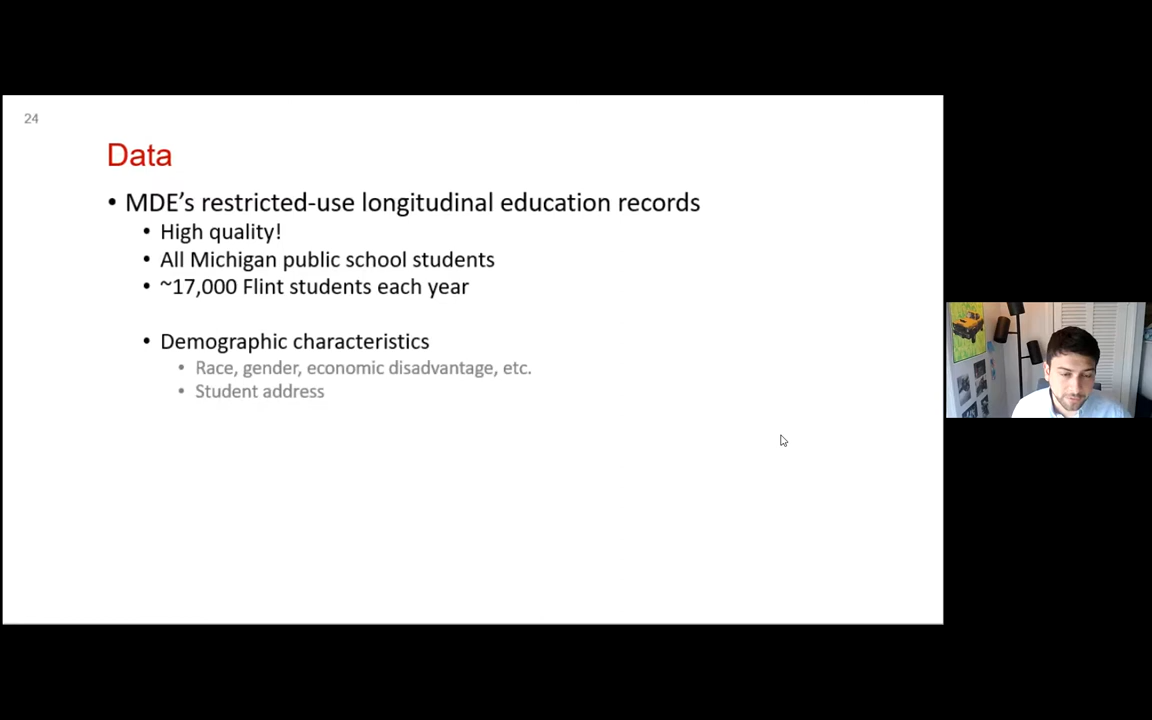 24
Data
• MDE’s restricted-use longitudinal education records
• High quality!
• All Michigan public school students
• ~17,000 Flint students each year
• Demographic characteristics
• Race, gender, economic disadvantage, etc.
• Student address